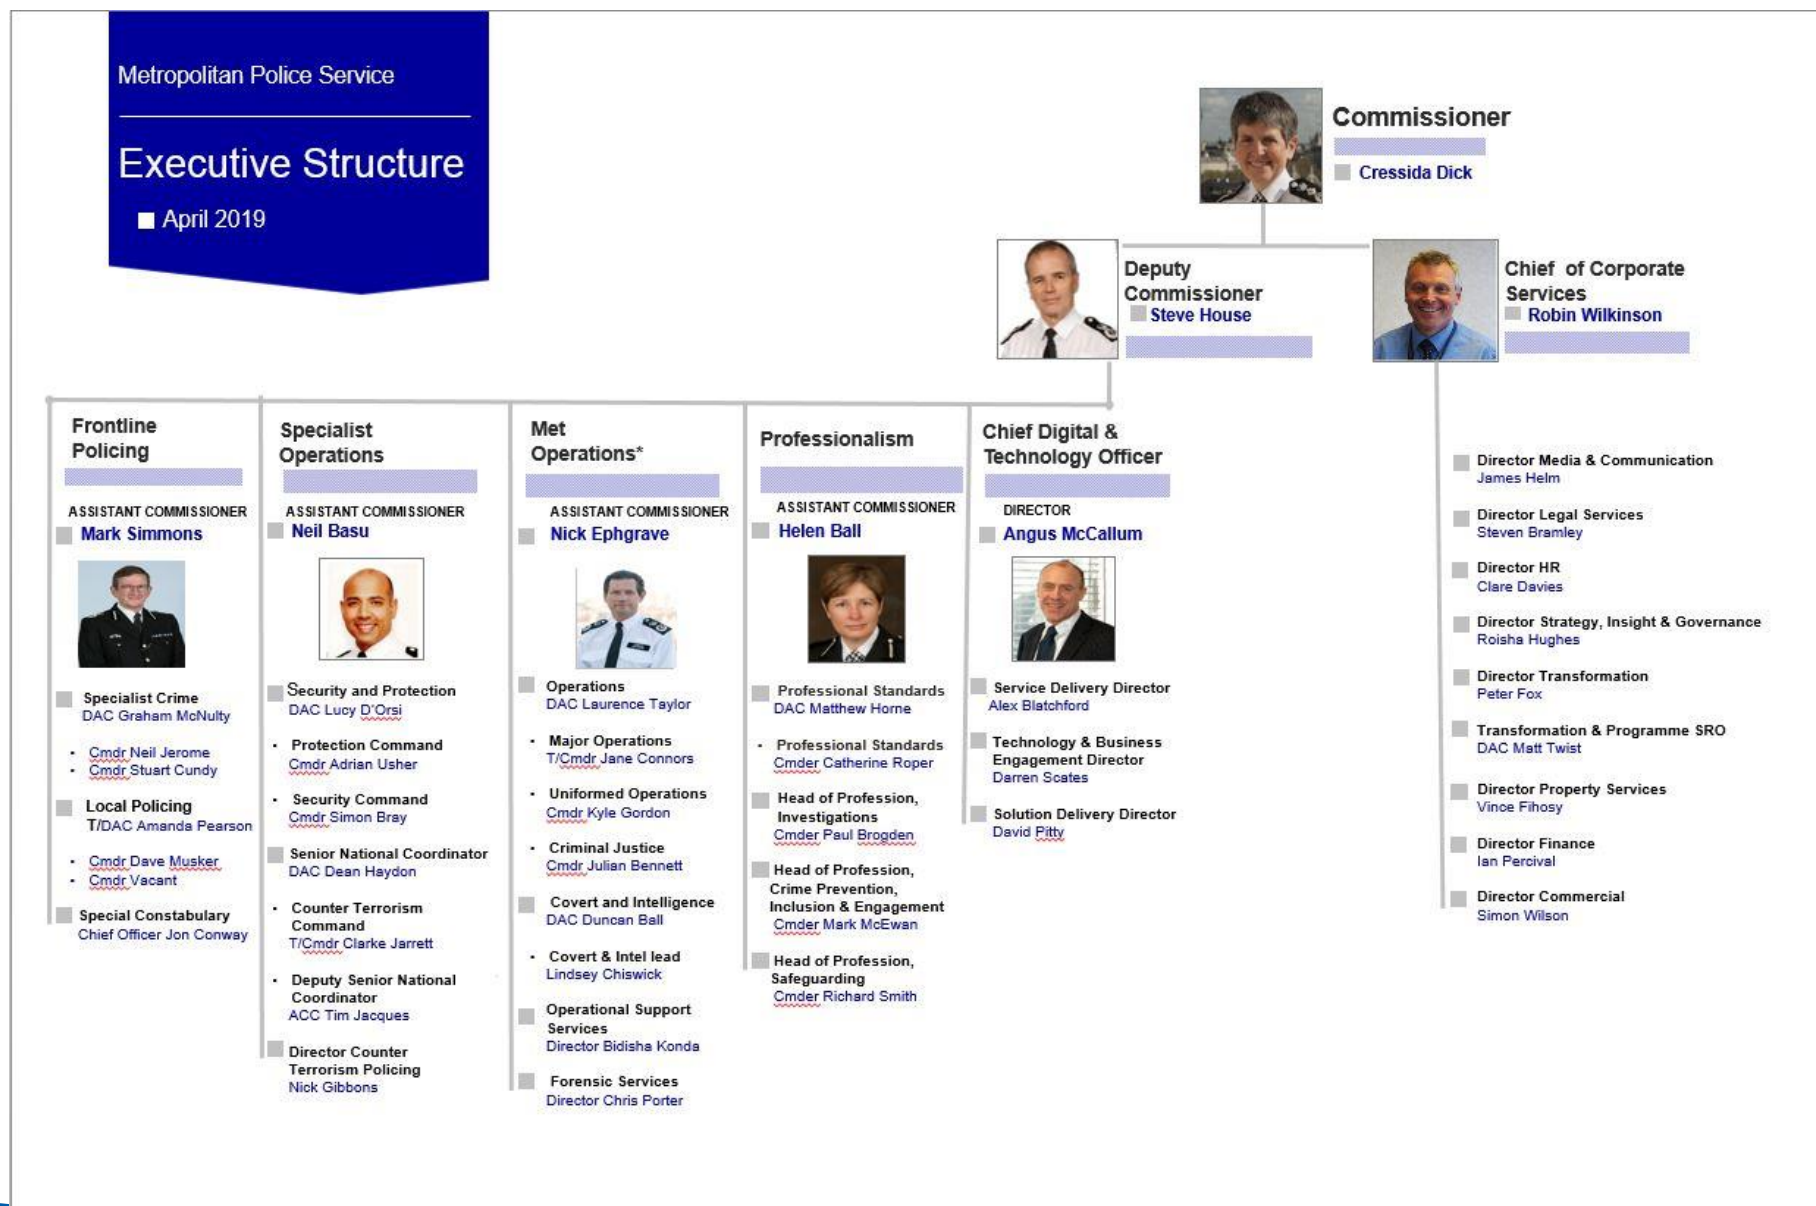 Metropolitan Police Service
Executive Structure
April 2019
Commissioner
Cressida Dick
Deputy
Commissioner
Steve House
Chief of Corporate
Services
Robin Wilkinson
Frontline
Policing
ASSISTANT COMMISSIONER
Mark Simmons
Specialist Crime
DAC Graham McNulty
• Cmdr Neil Jerome
• Cmdr Stuart Cundy
Local Policing
T/DAC Amanda Pearson
• Cmdr Dave Musker
• Cmdr Vacant
Special Constabulary
Chief Officer Jon Conway
Specialist
Operations
ASSISTANT COMMISSIONER
Neil Basu
Security and Protection
DAC Lucy D'Orsi
• Protection Command
Cmdr Adrian Usher
• Security Command
Cmdr Simon Bray
Senior National Coordinator
DAC Dean Haydon
• Counter Terrorism
Command
T/Cmdr Clarke Jarrett
• Deputy Senior National
Coordinator
ACC Tim Jacques
Director Counter
Terrorism Policing
Nick Gibbons
Met
Operations*
ASSISTANT COMMISSIONER
Nick Ephgrave
Operations
DAC Laurence Taylor
• Major Operations
T/Cmdr Jane Connors
• Uniformed Operations
Cmdr Kyle Gordon
• Criminal Justice
Cmdr Julian Bennett
Covert and Intelligence
DAC Duncan Ball
• Covert & Intel lead
Lindsey Chiswick
Operational Support
Services
Director Bidisha Konda
Forensic Services
Director Chris Porter
Professionalism
ASSISTANT COMMISSIONER
Helen Ball
Professional Standards
DAC Matthew Horne
• Professional Standards
Cmder Catherine Roper
Head of Profession,
Investigations
Cmder Paul Brogden
Head of Profession,
Crime Prevention,
Inclusion & Engagement
Cmder Mark McEwan
Head of Profession,
Safeguarding
Cmder Richard Smith
Chief Digital &
Technology Officer
DIRECTOR
Angus McCallum
Service Delivery Director
Alex Blatchford
Technology & Business
Engagement Director
Darren Scates
Solution Delivery Director
David Pitty
Director Media & Communication
James Helm
Director Legal Services
Steven Bramley
Director HR
Clare Davies
Director Strategy, Insight & Governance
Roisha Hughes
Director Transformation
Peter Fox
Transformation & Programme SRO
DAC Matt Twist
Director Property Services
Vince Fihosy
Director Finance
Ian Percival
Director Commercial
Simon Wilson